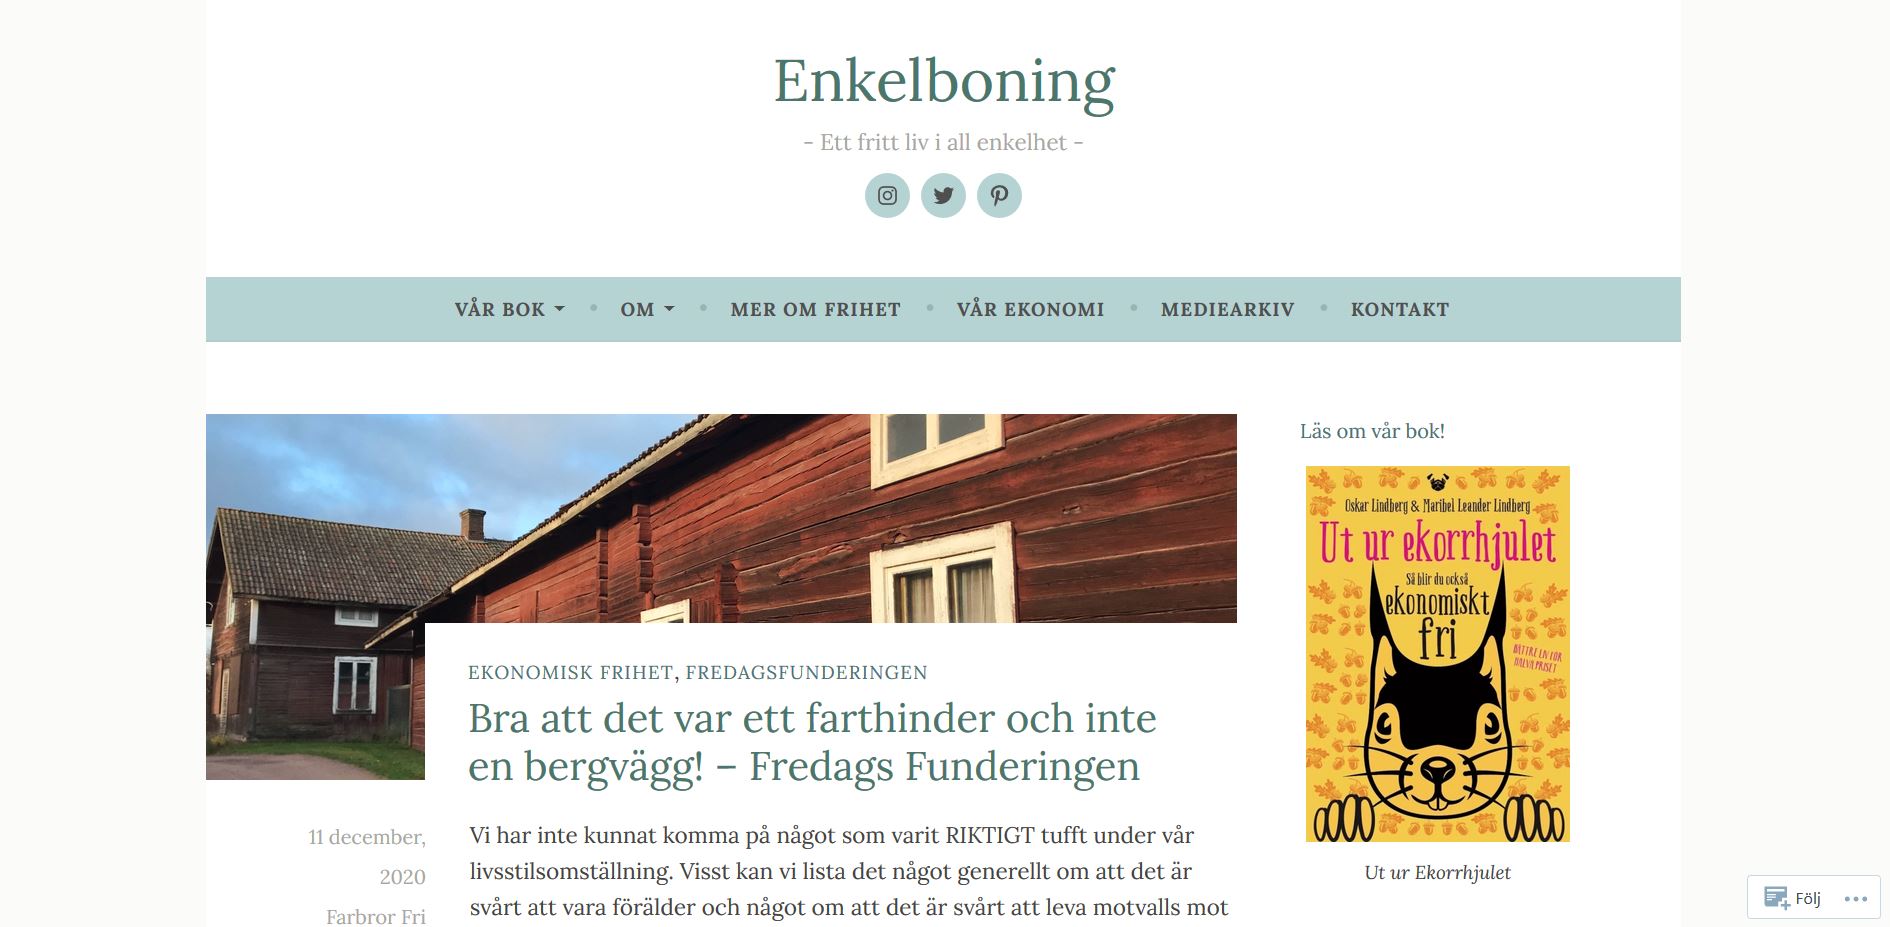 Enkelboning
- Ett fritt liv i all enkelhet -
VÅR BOK • OM • MER OM FRIHET • VÅR EKONOMI • MEDIEARKIV • KONTAKT
EKONOMISK FRIHET, FREDAGSFUNDERINGEN
Bra att det var ett farthinder och inte
en bergvägg! – Fredags Funderingen
11 december,
2020
Farbror Fri
Vi har inte kunnat komma på något som varit RIKTIGT tufft under vår
livsstilsomställning. Visst kan vi lista det något generellt om att det är
svårt att vara förälder och något om att det är svårt att leva motvalls mot
Läs om vår bok!
Oskar Lindberg & Maribel Leander Lindberg
Ut ur ekorrhjulet
Så blir du också
ekonomiskt
fri
BÄTTRE LIV FÖR
HALVA PRISET
Ut ur Ekorrhjulet
Följ